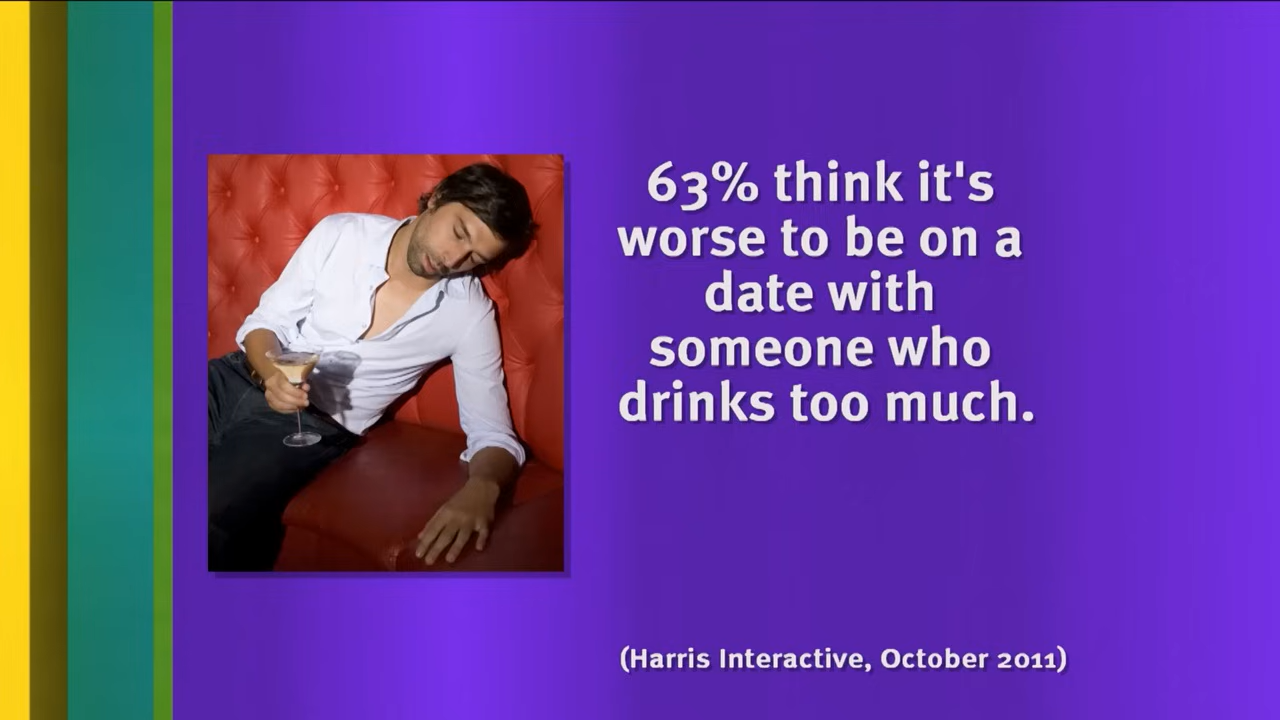 63% think it's
worse to be on a
date with
someone who
drinks too much.
(Harris Interactive, October 2011)